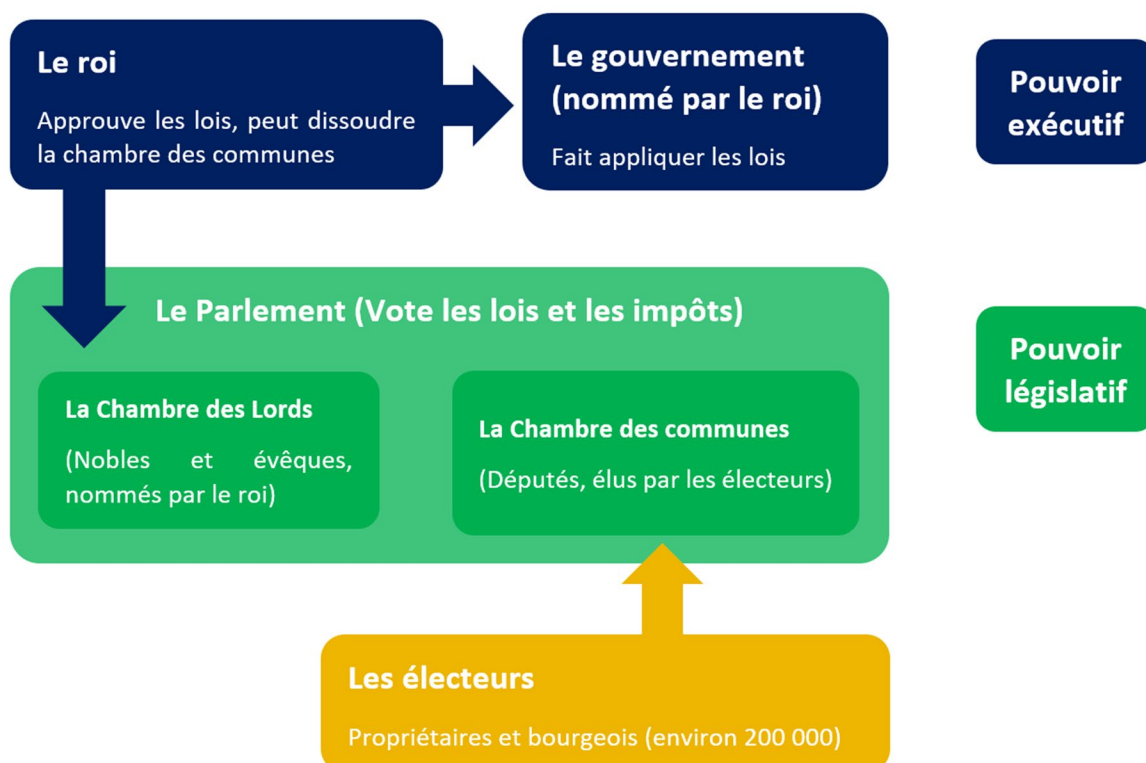 Le roi
Approuve les lois, peut dissoudre
la chambre des communes
Le gouvernement
(nommé par le roi)
Fait appliquer les lois
Pouvoir
exécutif
Le Parlement (Vote les lois et les impôts)
La Chambre des Lords
(Nobles et évêques,
nommés par le roi)
La Chambre des communes
(Députés, élus par les électeurs)
Pouvoir
législatif
Les électeurs
Propriétaires et bourgeois (environ 200 000)